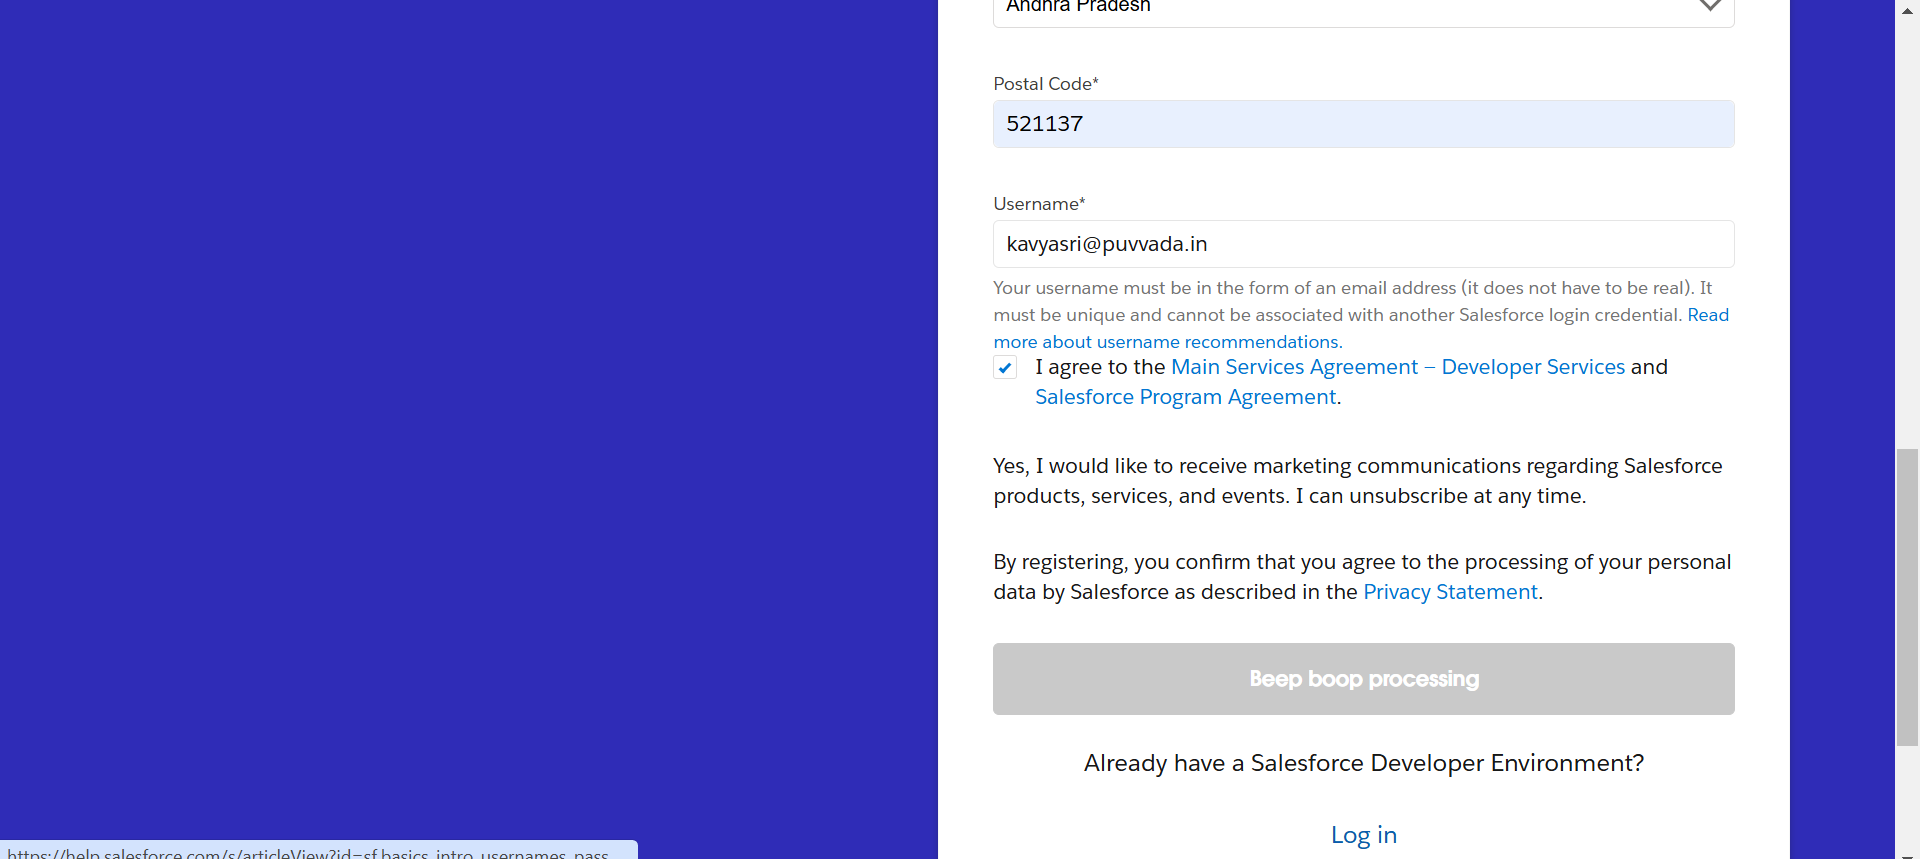 Andhra Pradesh
Postal Code*
521137
Username*
kavyasri@puvvada.in
Your username must be in the form of an email address (it does not have to be real). It
must be unique and cannot be associated with another Salesforce login credential. Read
more about username recommendations.
I agree to the Main Services Agreement – Developer Services and
Salesforce Program Agreement.
Yes, I would like to receive marketing communications regarding Salesforce
products, services, and events. I can unsubscribe at any time.
By registering, you confirm that you agree to the processing of your personal
data by Salesforce as described in the Privacy Statement.
Beep boop processing
Already have a Salesforce Developer Environment?
Log in
https://help.salesforce.com/s/articleView?id=sf.basics_intro_usernames_pass